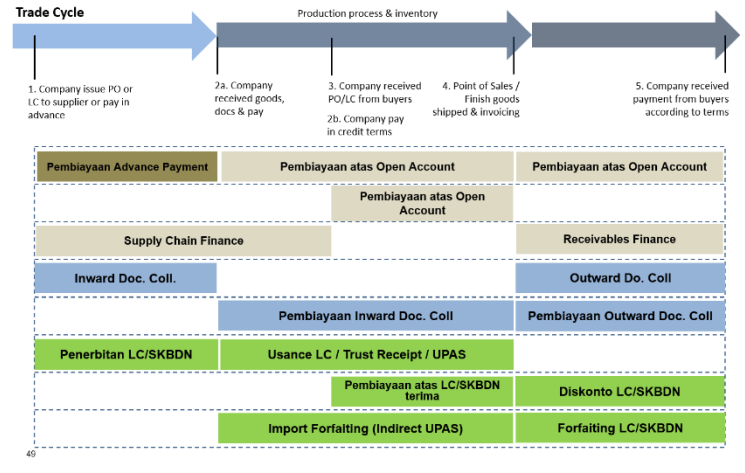 Trade Cycle
Production process & inventory
1. Company issue PO or
LC to supplier or pay in
advance
2a. Company
received goods,
docs & pay
3. Company received
PO/LC from buyers
2b. Company pay
in credit terms
4. Point of Sales /
Finish goods
shipped & invoicing
5. Company received
payment from buyers
according to terms
Pembiayaan Advance Payment
Pembiayaan atas Open Account
Pembiayaan atas Open Account
Pembiayaan atas Open
Account
Supply Chain Finance
Receivables Finance
Inward Doc. Coll.
Outward Do. Coll
Pembiayaan Inward Doc. Coll
Pembiayaan Outward Doc. Coll
Penerbitan LC/SKBDN
Usance LC / Trust Receipt / UPAS
Pembiayaan atas LC/SKBDN
terima
Diskonto LC/SKBDN
Import Forfaiting (Indirect UPAS)
Forfaiting LC/SKBDN
49